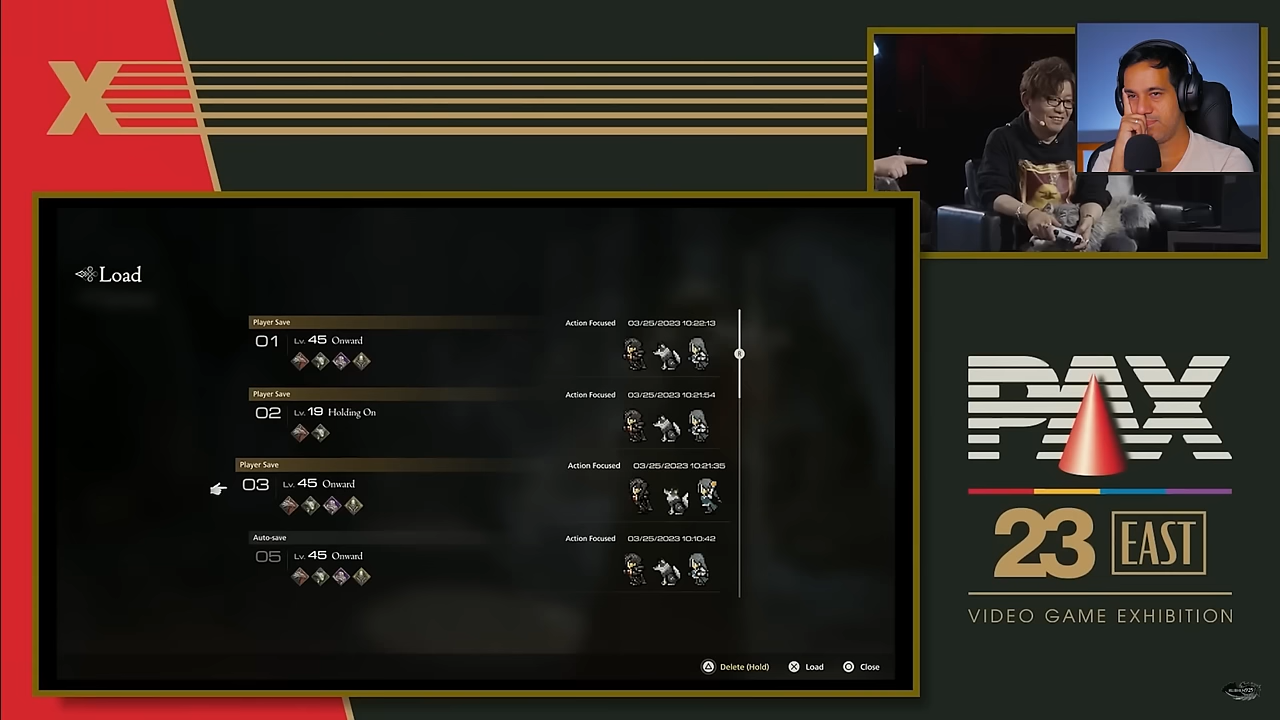 X
Load
Player Save
Action Focused 03/25/2023 10:22:13
01 Lv. 45 Onward
Player Save
Action Focused 03/25/2023 10:21:54
02 Lv. 19 Holding On
Player Save
Action Focused 03/25/2023 10:21:35
03 Lv. 45 Onward
Auto-save
Action Focused 03/25/2023 10:10:42
05 Lv. 45 Onward
R
Delete (Hold) Load Close
PAX
23 EAST
VIDEO GAME EXHIBITION